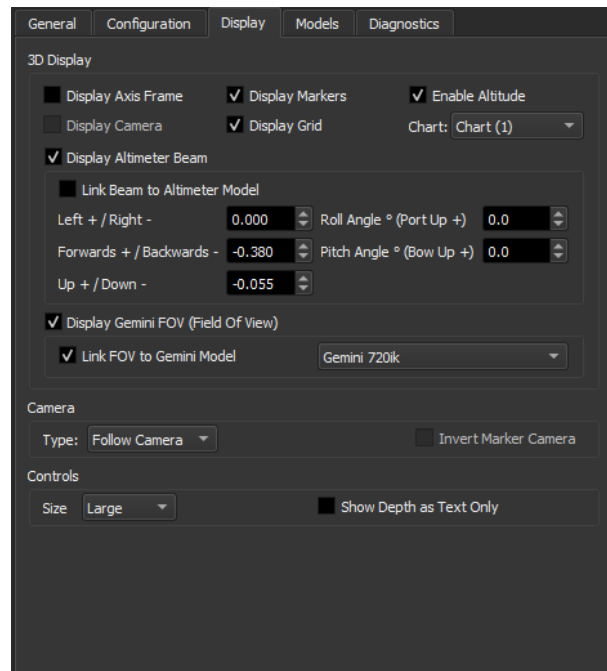 General Configuration Display Models Diagnostics
3D Display
Display Axis Frame Display Markers Enable Altitude
Display Camera Display Grid Chart: Chart (1)
Display Altimeter Beam
Link Beam to Altimeter Model
Left + / Right - 0.000 Roll Angle ° (Port Up +) 0.0
Forwards + / Backwards - -0.380 Pitch Angle ° (Bow Up +) 0.0
Up + / Down - -0.055
Display Gemini FOV (Field Of View)
Link FOV to Gemini Model Gemini 720ik
Camera
Type: Follow Camera Invert Marker Camera
Controls
Size Large Show Depth as Text Only